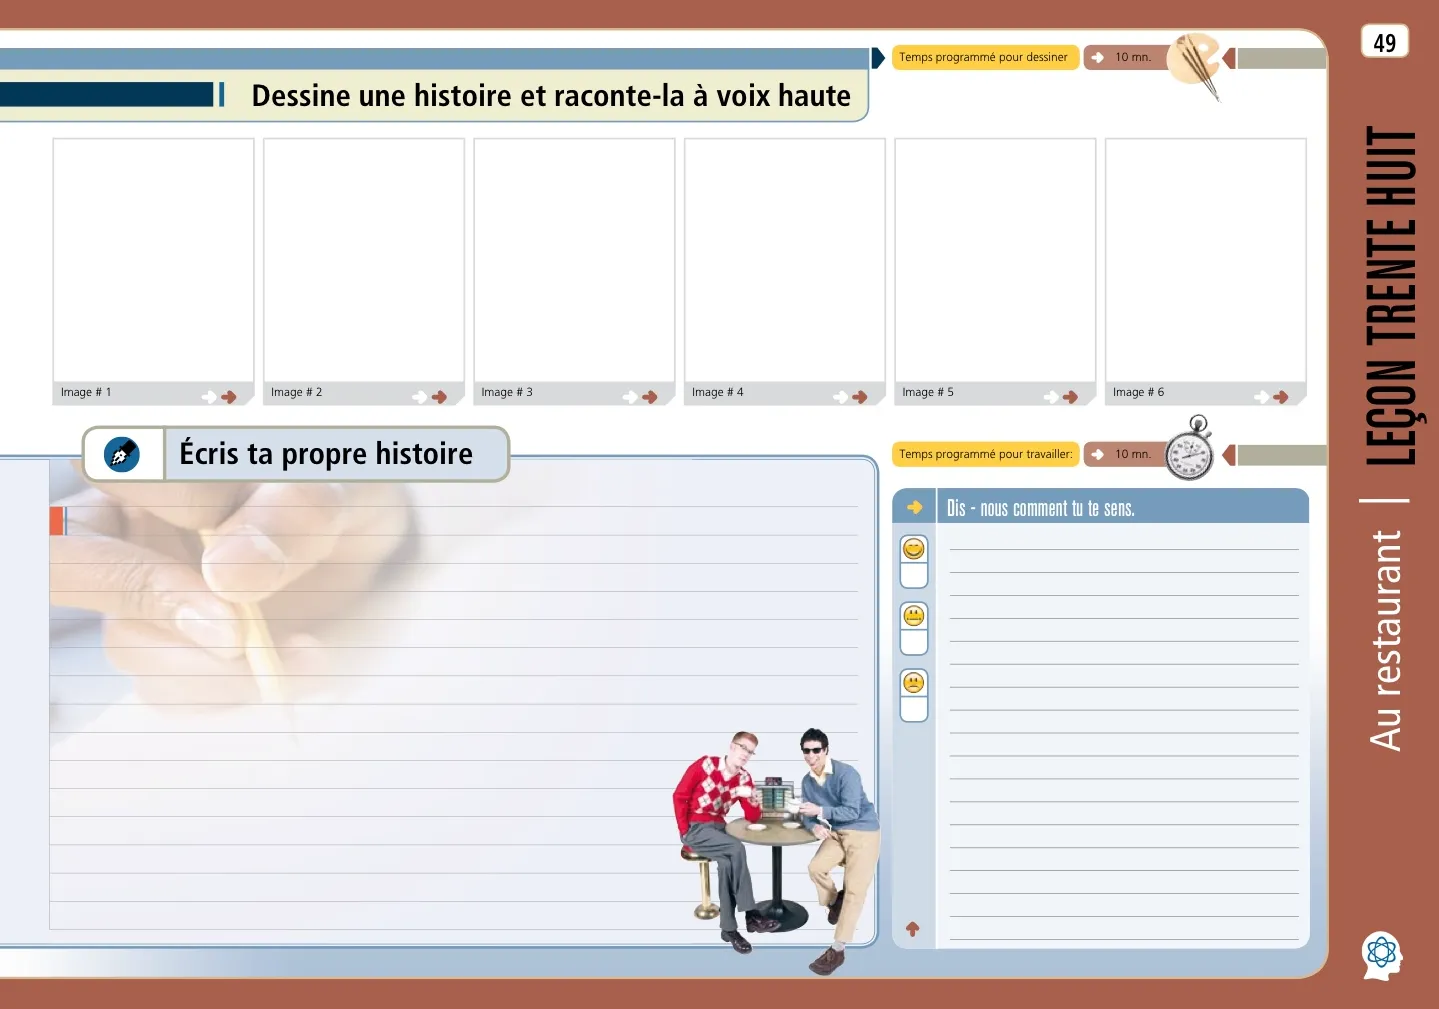 49
Temps programmé pour dessiner
10 mn.
Dessine une histoire et raconte-la à voix haute
Image # 1
Image # 2
Image # 3
Image # 4
Image # 5
Image # 6
Écris ta propre histoire
Temps programmé pour travailler:
10 mn.
Dis - nous comment tu te sens.
LEÇON TRENTE HUIT
Au restaurant